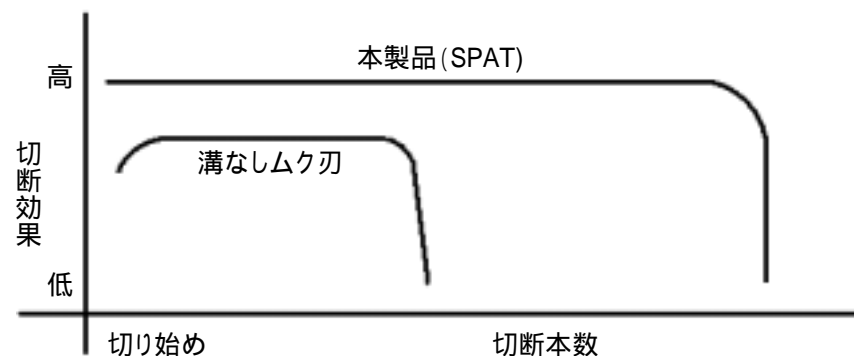 本製品(SPAT)
高
溝なしムク刃
切断効果
低
切り始め
切断本数